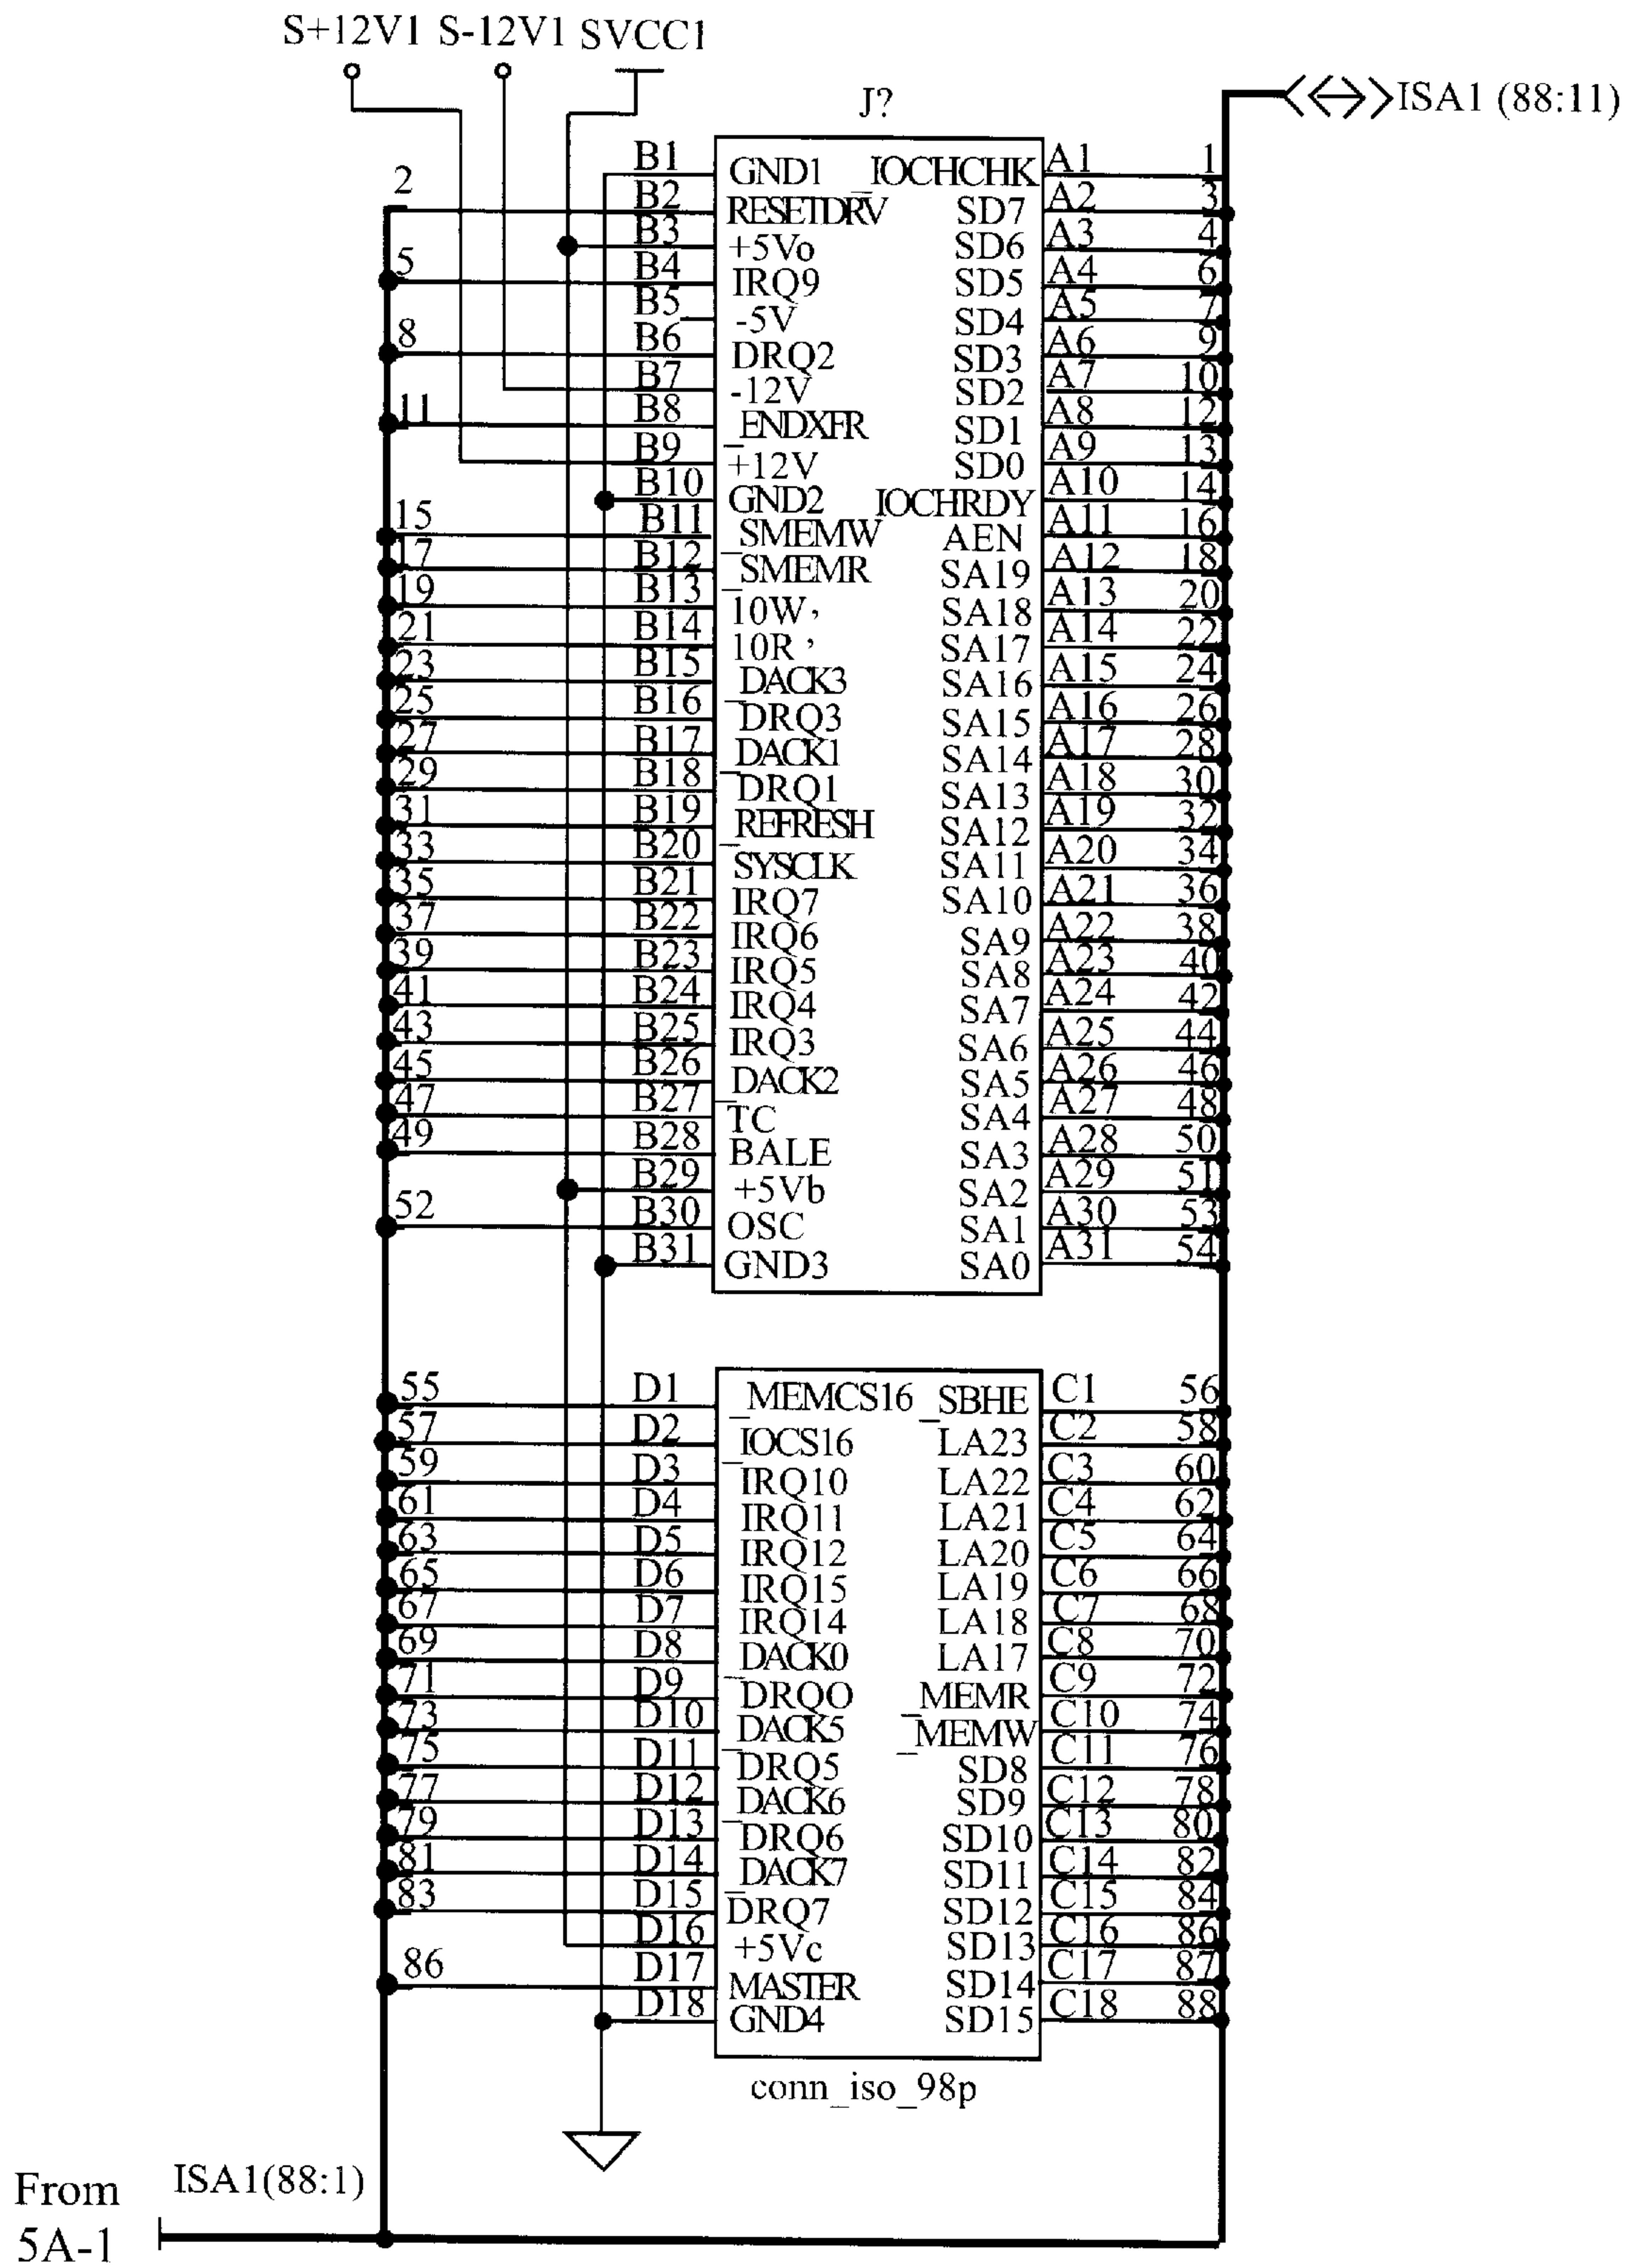 S+12V1 S-12V1 SVCC1
J?
ISA1 (88:11)
B1 GND1 _IOCHCHK A1 1
2 B2 RESETDRV SD7 A2 3
B3 +5Vo SD6 A3 4
5 B4 IRQ9 SD5 A4 6
B5 -5V SD4 A5 7
8 B6 DRQ2 SD3 A6 9
B7 -12V SD2 A7 10
11 B8 _ENDXFR SD1 A8 12
B9 +12V SD0 A9 13
B10 GND2 IOCHRDY A10 14
15 B11 _SMEMW AEN A11 16
17 B12 _SMEMR SA19 A12 18
19 B13 10W, SA18 A13 20
21 B14 10R , SA17 A14 22
23 B15 _DACK3 SA16 A15 24
25 B16 DRQ3 SA15 A16 26
27 B17 _DACK1 SA14 A17 28
29 B18 DRQ1 SA13 A18 30
31 B19 _REFRESH SA12 A19 32
33 B20 SYSCLK SA11 A20 34
35 B21 IRQ7 SA10 A21 36
37 B22 IRQ6 SA9 A22 38
39 B23 IRQ5 SA8 A23 40
41 B24 IRQ4 SA7 A24 42
43 B25 IRQ3 SA6 A25 44
45 B26 _DACK2 SA5 A26 46
47 B27 TC SA4 A27 48
49 B28 BALE SA3 A28 50
B29 +5Vb SA2 A29 51
52 B30 OSC SA1 A30 53
B31 GND3 SA0 A31 54
55 D1 _MEMCS16 _SBHE C1 56
57 D2 _IOCS16 LA23 C2 58
59 D3 IRQ10 LA22 C3 60
61 D4 IRQ11 LA21 C4 62
63 D5 IRQ12 LA20 C5 64
65 D6 IRQ15 LA19 C6 66
67 D7 IRQ14 LA18 C7 68
69 D8 _DACK0 LA17 C8 70
71 D9 DRQO _MEMR C9 72
73 D10 _DACK5 _MEMW C10 74
75 D11 DRQ5 SD8 C11 76
77 D12 _DACK6 SD9 C12 78
79 D13 DRQ6 SD10 C13 80
81 D14 _DACK7 SD11 C14 82
83 D15 DRQ7 SD12 C15 84
D16 +5Vc SD13 C16 86
86 D17 MASTER SD14 C17 87
D18 GND4 SD15 C18 88
conn_iso_98p
ISA1(88:1)
From
5A-1